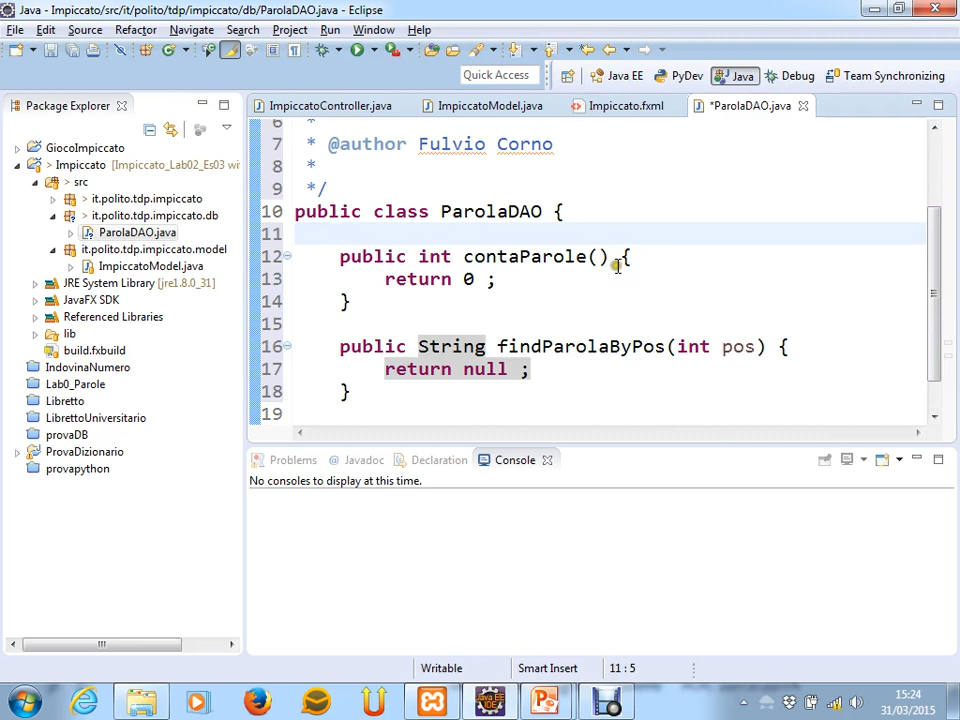 Java - Impiccato/src/it/polito/tdp/impiccato/db/ParolaDAO.java - Eclipse
File Edit Source Refactor Navigate Search Project Run Window Help
Quick Access Java EE PyDev Java Debug Team Synchronizing
Package Explorer
GiocoImpiccato
> Impiccato [Impiccato_Lab02_Es03 wi
> src
> it.polito.tdp.impiccato
> it.polito.tdp.impiccato.db
ParolaDAO.java
it.polito.tdp.impiccato.model
ImpiccatoModel.java
JRE System Library [jre1.8.0_31]
JavaFX SDK
Referenced Libraries
lib
build.fxbuild
IndovinaNumero
Lab0_Parole
Libretto
LibrettoUniversitario
provaDB
ProvaDizionario
provapython
ImpiccatoController.java ImpiccatoModel.java Impiccato.fxml *ParolaDAO.java
6 *
7 * @author Fulvio Corno
8 *
9 */
10 public class ParolaDAO {
11
12 public int contaParole() {
13 return 0 ;
14 }
15
16 public String findParolaByPos(int pos) {
17 return null ;
18 }
19
Problems @ Javadoc Declaration Console
No consoles to display at this time.
Writable Smart Insert 11 : 5
15:24
31/03/2015